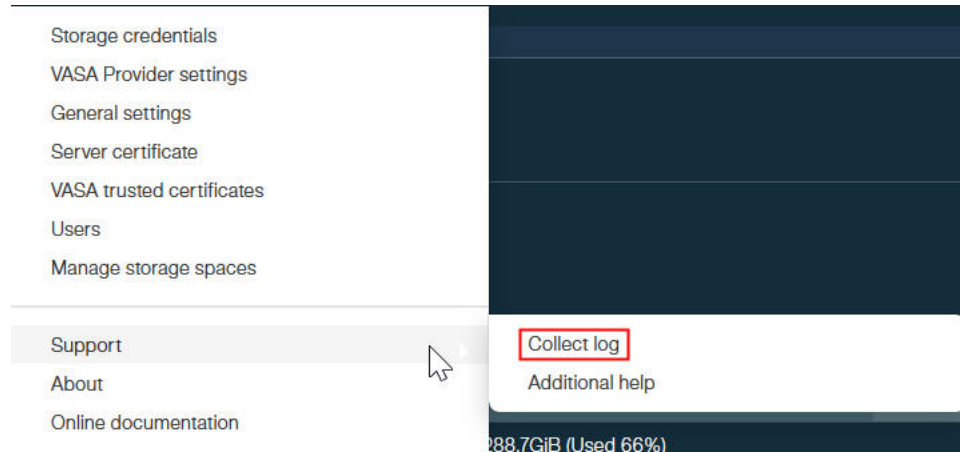 Storage credentials
VASA Provider settings
General settings
Server certificate
VASA trusted certificates
Users
Manage storage spaces
Support
Collect log
About
Additional help
Online documentation
288.7GiB (Used 66%)